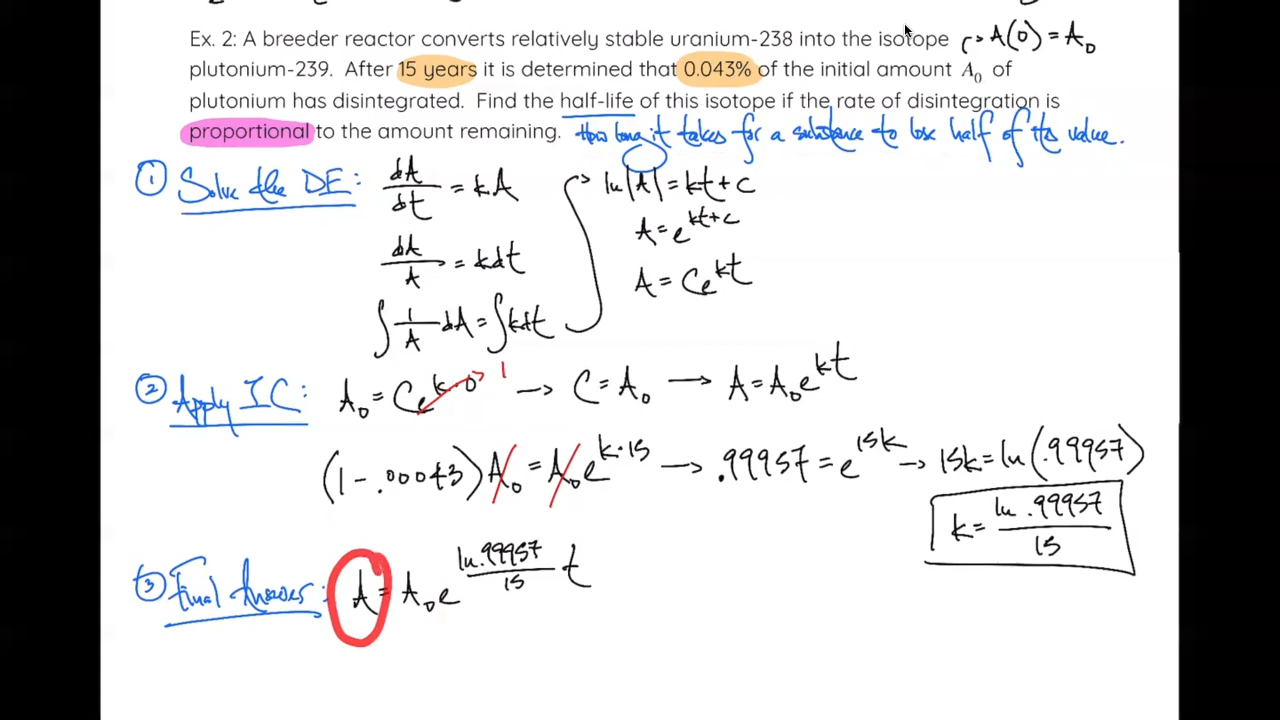 Ex. 2: A breeder reactor converts relatively stable uranium-238 into the isotope → A(0) = A₀
plutonium-239. After 15 years it is determined that 0.043% of the initial amount A₀ of
plutonium has disintegrated. Find the half-life of this isotope if the rate of disintegration is
proportional to the amount remaining. How long it takes for a substance to lose half of its value.
① Solve the DE: dA/dt = kA
ln|A| = kt + c
A = e^(kt+c)
dA/A = kdt
A = Ce^(kt)
∫ 1/A dA = ∫ kdt
② Apply IC: A₀ = Ce^(k·0) 1 → C = A₀ → A = A₀e^(kt)
(1 - .00043)A₀ = A₀e^(k·15) → .99957 = e^(15k) → 15k = ln(.99957)
k = ln .99957/15
③ Final Answer: A = A₀e^(ln .99957/15 t)